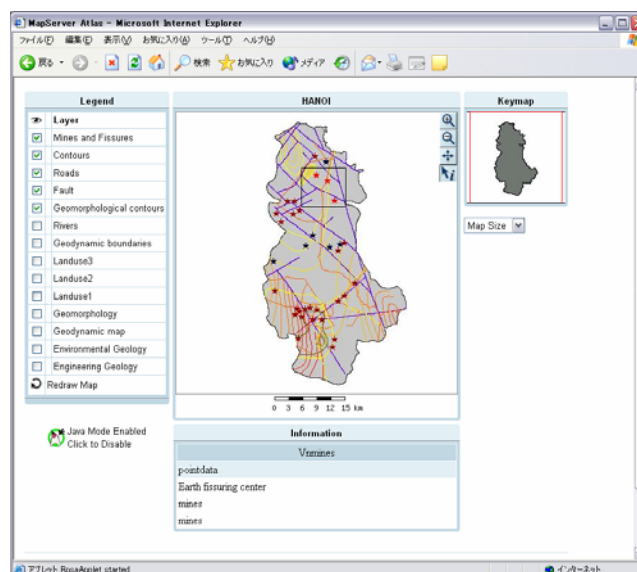 MapServer Atlas - Microsoft Internet Explorer
ファイル(F) 編集(E) 表示(V) お気に入り(A) ツール(T) ヘルプ(H)
戻る 検索 お気に入り メディア
Legend
Layer
Mines and Fissures
Contours
Roads
Fault
Geomorphological contours
Rivers
Geodynamic boundaries
Landuse3
Landuse2
Landuse1
Geomorphology
Geodynamic map
Environmental Geology
Engineering Geology
Redraw Map
Java Mode Enabled
Click to Disable
HANOI
0 3 6 9 12 15 km
Information
Vnmines
pointdata
Earth fissuring center
mines
mines
Keymap
Map Size
アプレット RosaApplet started
インターネット